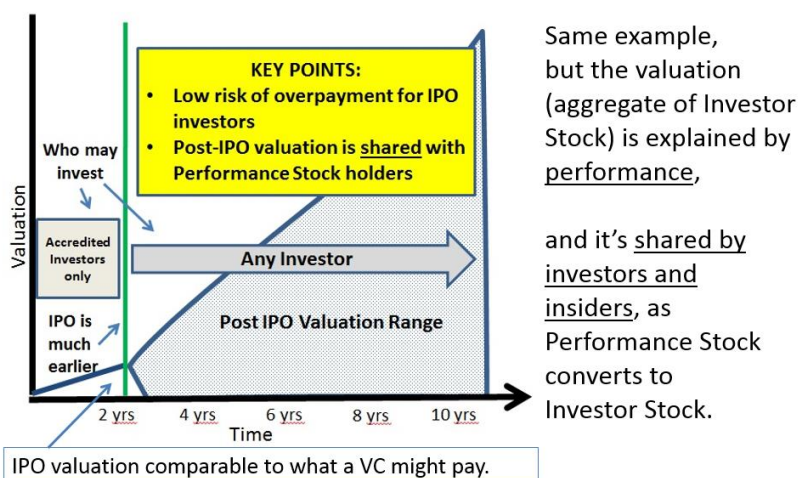 KEY POINTS:
• Low risk of overpayment for IPO
investors
• Post-IPO valuation is shared with
Performance Stock holders
Who may
invest
Valuation
Accredited
Investors
only
Any Investor
IPO is
much
earlier
Post IPO Valuation Range
2 yrs 4 yrs 6 yrs 8 yrs 10 yrs
Time
IPO valuation comparable to what a VC might pay.
Same example,
but the valuation
(aggregate of Investor
Stock) is explained by
performance,
and it's shared by
investors and
insiders, as
Performance Stock
converts to
Investor Stock.